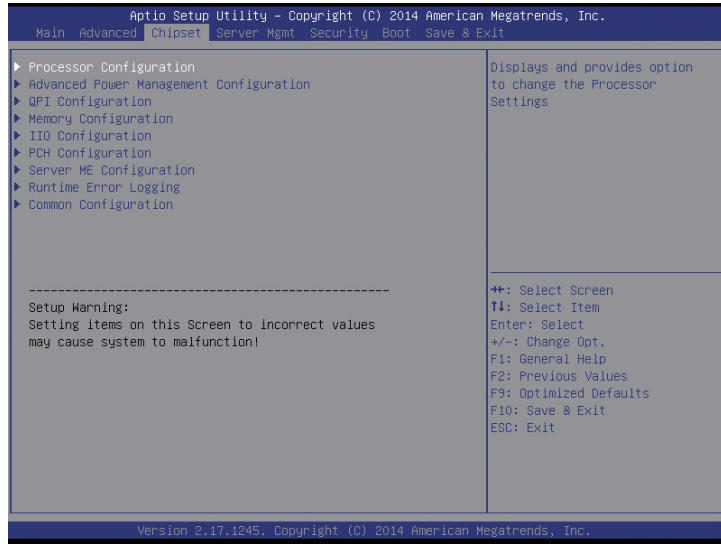 Aptio Setup Utility – Copyright (C) 2014 American Megatrends, Inc.
Main Advanced Chipset Server Mgmt Security Boot Save & Exit
Processor Configuration
Advanced Power Management Configuration
QPI Configuration
Memory Configuration
IIO Configuration
PCH Configuration
Server ME Configuration
Runtime Error Logging
Common Configuration
------------------------------------------------
Setup Warning:
Setting items on this Screen to incorrect values
may cause system to malfunction!
Displays and provides option
to change the Processor
Settings
→←: Select Screen
↑↓: Select Item
Enter: Select
+/-: Change Opt.
F1: General Help
F2: Previous Values
F9: Optimized Defaults
F10: Save & Exit
ESC: Exit
Version 2.17.1245. Copyright (C) 2014 American Megatrends, Inc.